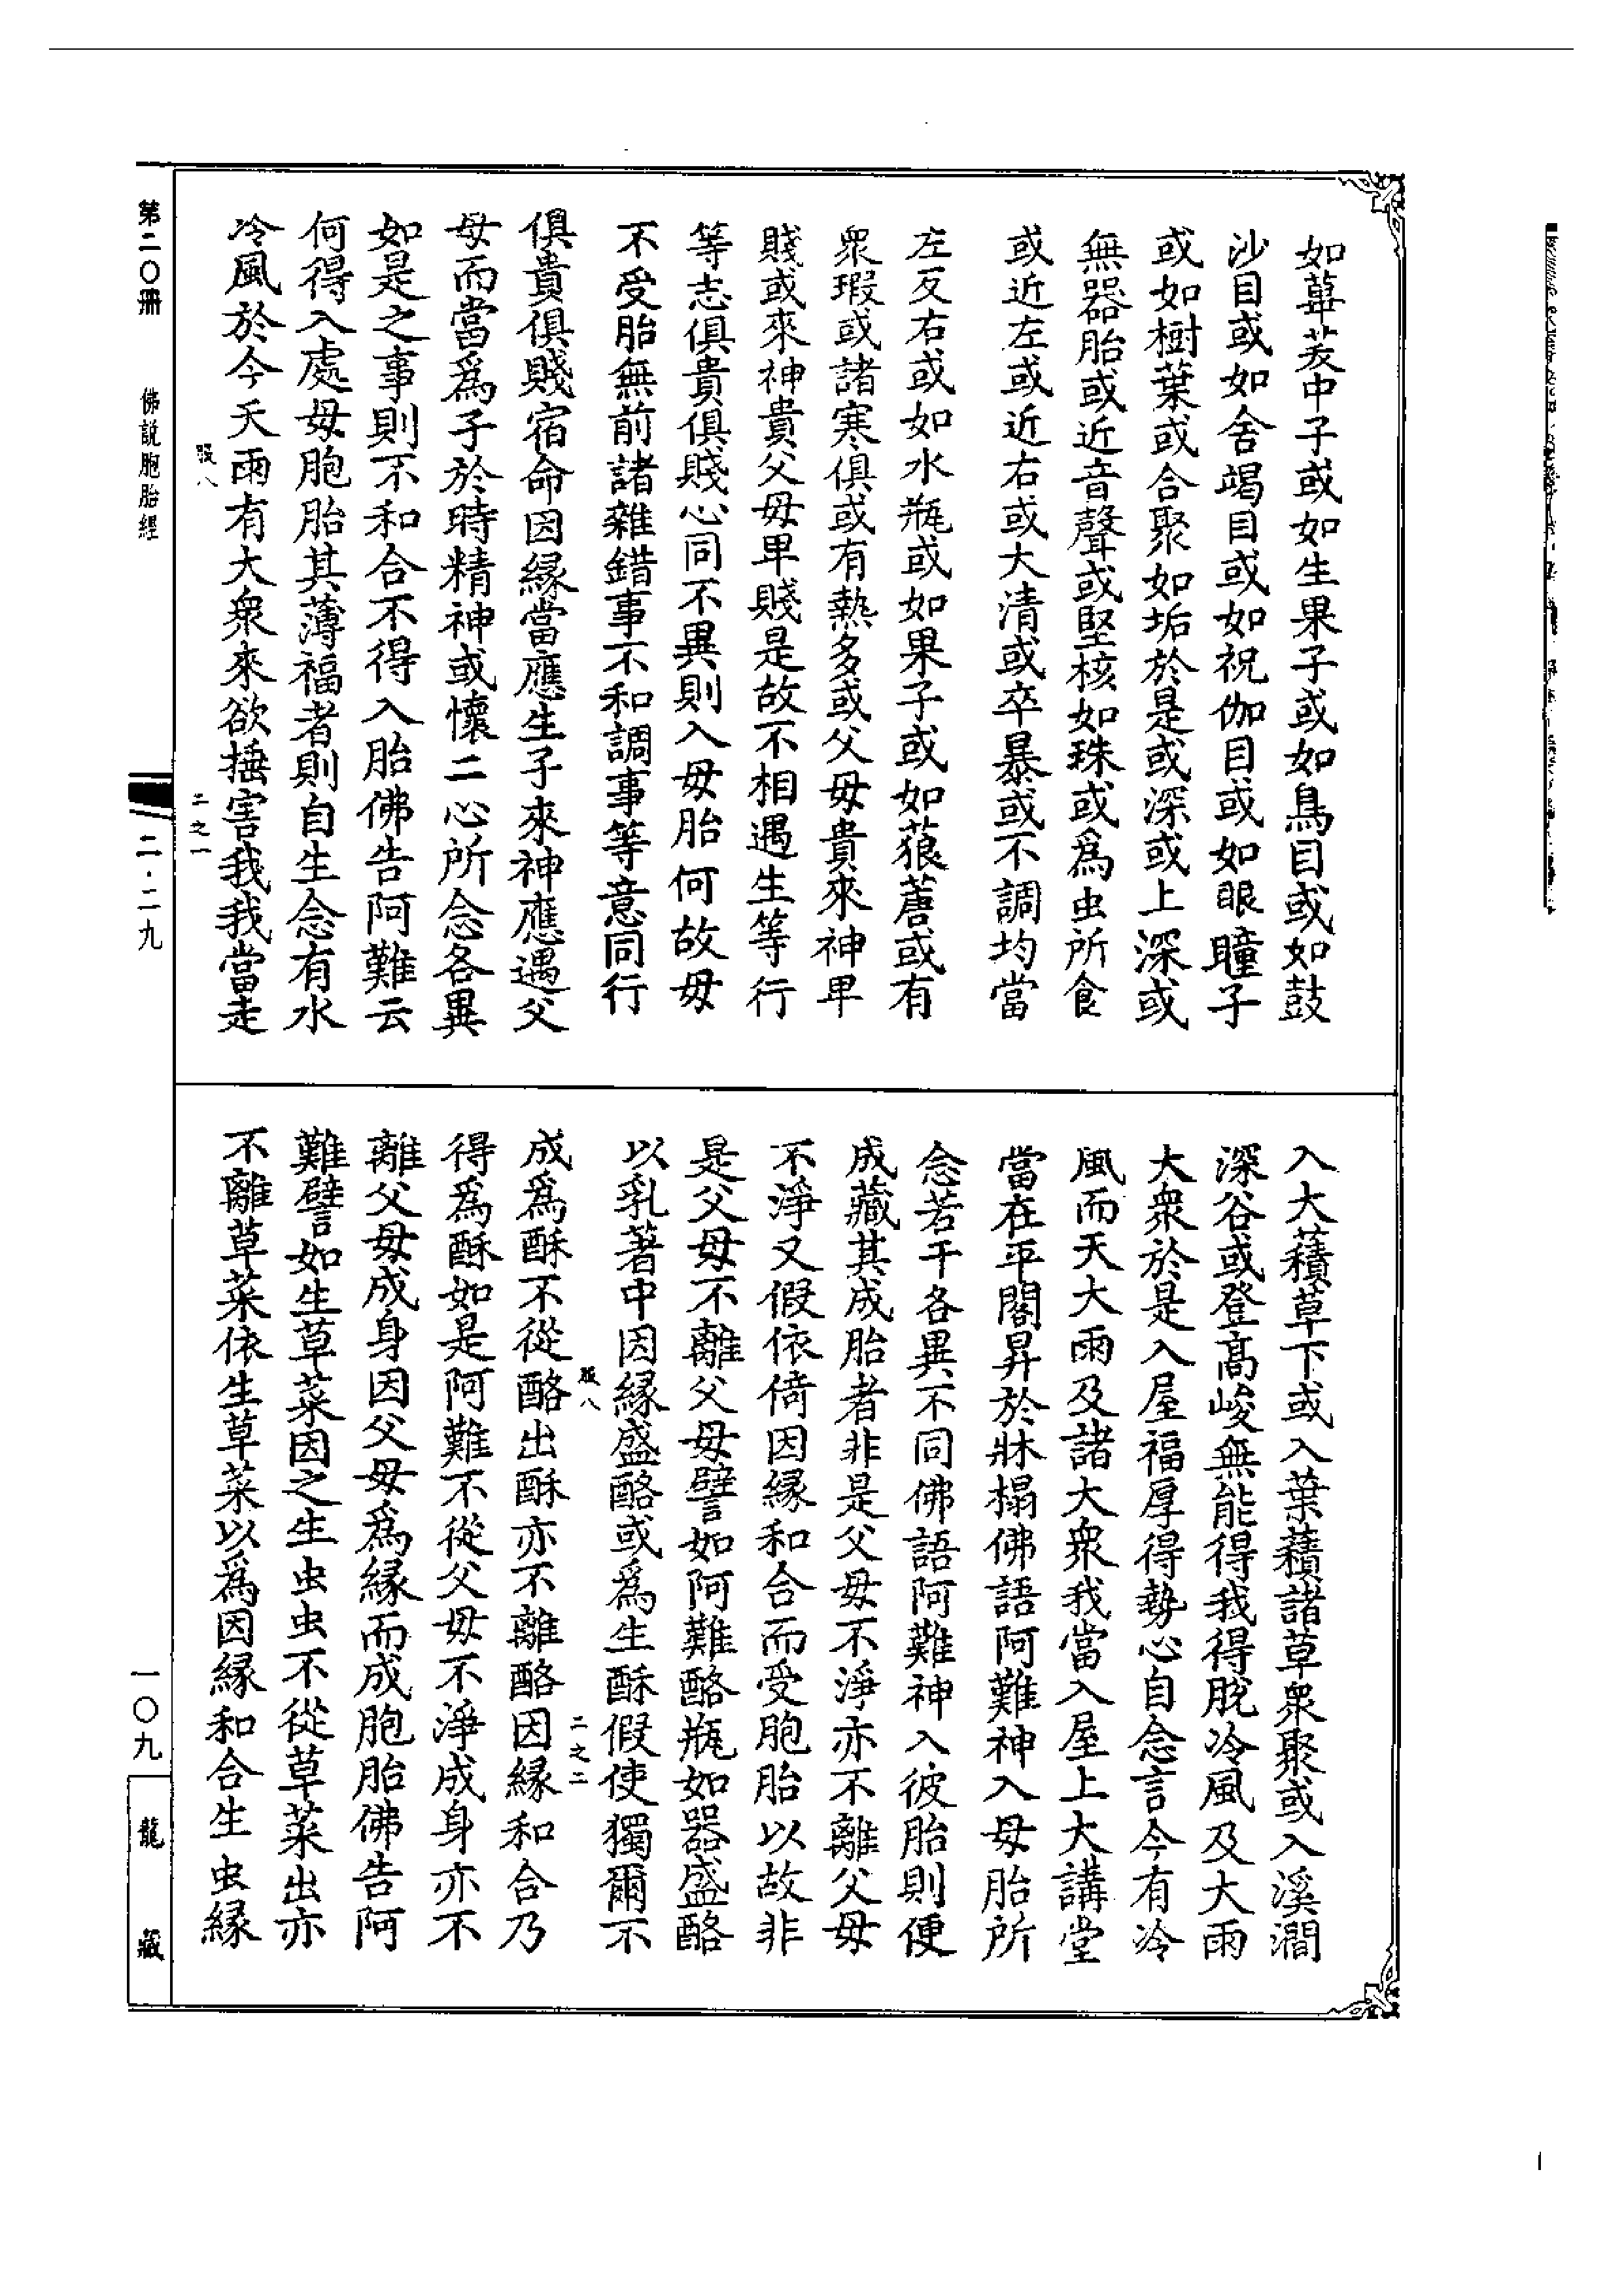 如蓽茇中子或如生果子或如鳥目或如鼓
沙目或如舍竭目或如祝伽目或如眼瞳子
或如樹葉或合聚如垢於是或深或上深或
無器胎或近音聲或堅核如珠或爲虫所食
或近左或近右或大清或卒暴或不調均當
左反右或如水瓶或如果子或如蒗蓎或有
衆瑕或諸寒俱或有熱多或父母貴來神卑
賤或來神貴父母卑賤是故不相遇生等行
等志俱貴俱賤心同不異則入母胎何故母
不受胎無前諸雜錯事不和調事等意同行
俱貴俱賤宿命因緣當應生子來神應遇父
母而當爲子於時精神或懷二心所念各異
如是之事則不和合不得入胎佛告阿難云
何得入處母胞胎其薄福者則自生念有水
冷風於今天雨有大衆來欲捶害我我當走
入大𧂐草下或入葉𧂐諸草衆聚或入溪澗
深谷或登高峻無能得我得脫冷風及大雨
大衆於是入屋福厚得勢心自念言今有冷
風而天大雨及諸大衆我當入屋上大講堂
當在平閣昇於牀榻佛語阿難神入母胎所
念若干各異不同佛語阿難神入彼胎則便
成藏其成胎者非是父母不淨亦不離父母
不淨又假依倚因緣和合而受胞胎以故非
是父母不離父母譬如阿難酪瓶如器盛酪
以乳著中因緣盛酪或爲生酥假使獨爾不
成爲酥不從酪出酥亦不離酪因緣和合乃
得爲酥如是阿難不從父母不淨成身亦不
離父母成身因父母爲緣而成胞胎佛告阿
難譬如生草菜因之生虫虫不從草菜出亦
不離草菜依生草菜以爲因緣和合生虫緣
第二〇冊
佛說胞胎經
二·二九
一〇九
龍藏
二之一
二之二